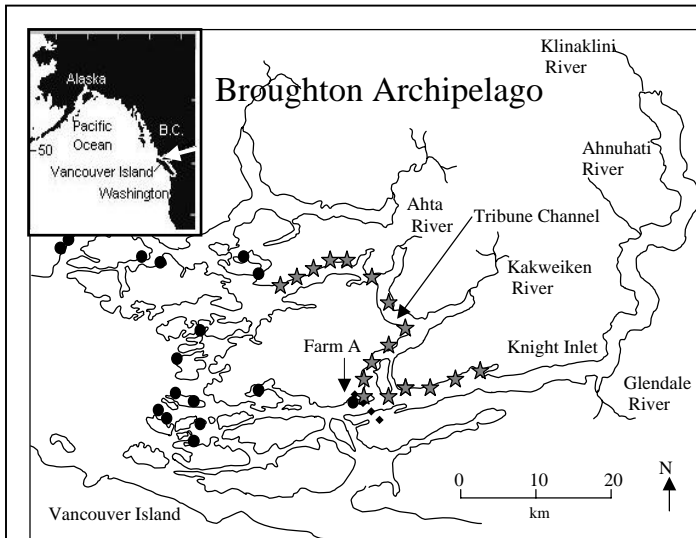 Broughton Archipelago
Alaska
Pacific
Ocean
B.C.
50
Vancouver Island
Washington
Klinaklini
River
Ahnuhati
River
Ahta
River
Tribune Channel
Kakweiken
River
Farm A
Knight Inlet
Glendale
River
Vancouver Island
0 10 20
km
N